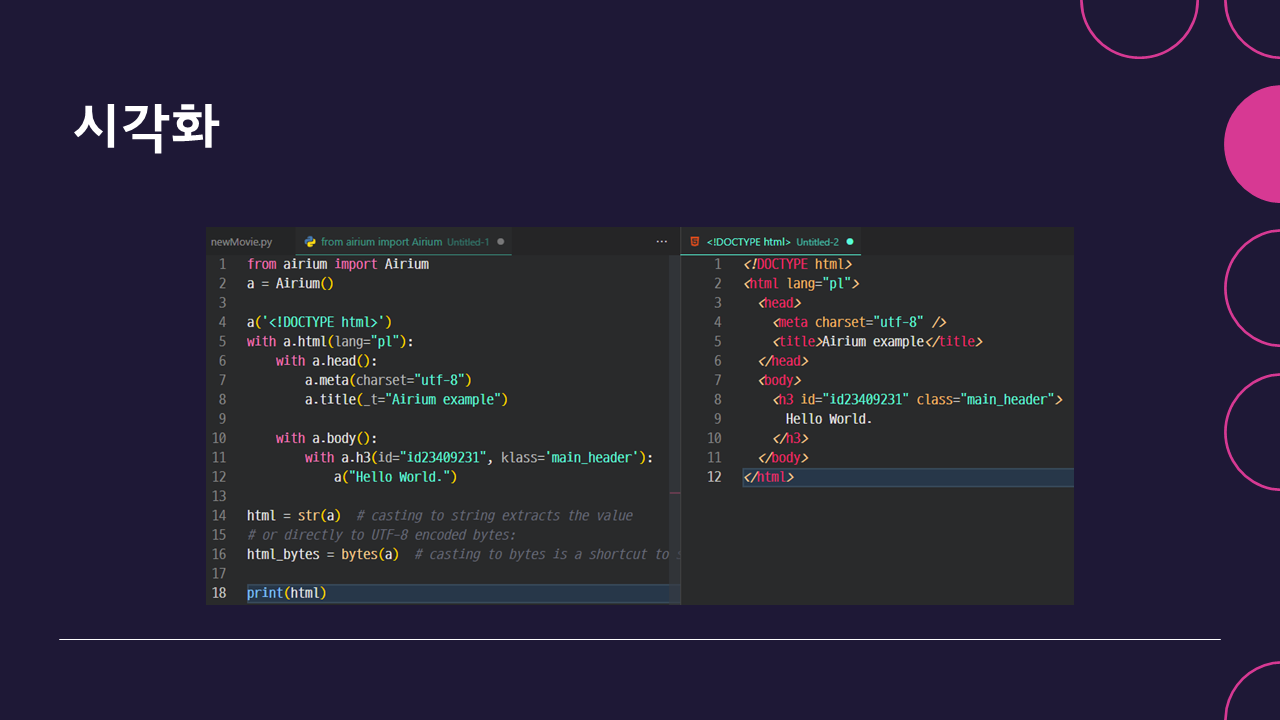 시각화
newMovie.py
from airium import Airium Untitled-1
1 from airium import Airium
2 a = Airium()
3
4 a('<!DOCTYPE html>')
5 with a.html(lang="pl"):
6     with a.head():
7         a.meta(charset="utf-8")
8         a.title(_t="Airium example")
9
10     with a.body():
11         with a.h3(id="id23409231", klass='main_header'):
12             a("Hello World.")
13
14 html = str(a)  # casting to string extracts the value
15 # or directly to UTF-8 encoded bytes:
16 html_bytes = bytes(a)  # casting to bytes is a shortcut to
17
18 print(html)
<!DOCTYPE html> Untitled-2
1 <!DOCTYPE html>
2 <html lang="pl">
3   <head>
4     <meta charset="utf-8" />
5     <title>Airium example</title>
6   </head>
7   <body>
8     <h3 id="id23409231" class="main_header">
9       Hello World.
10     </h3>
11   </body>
12 </html>